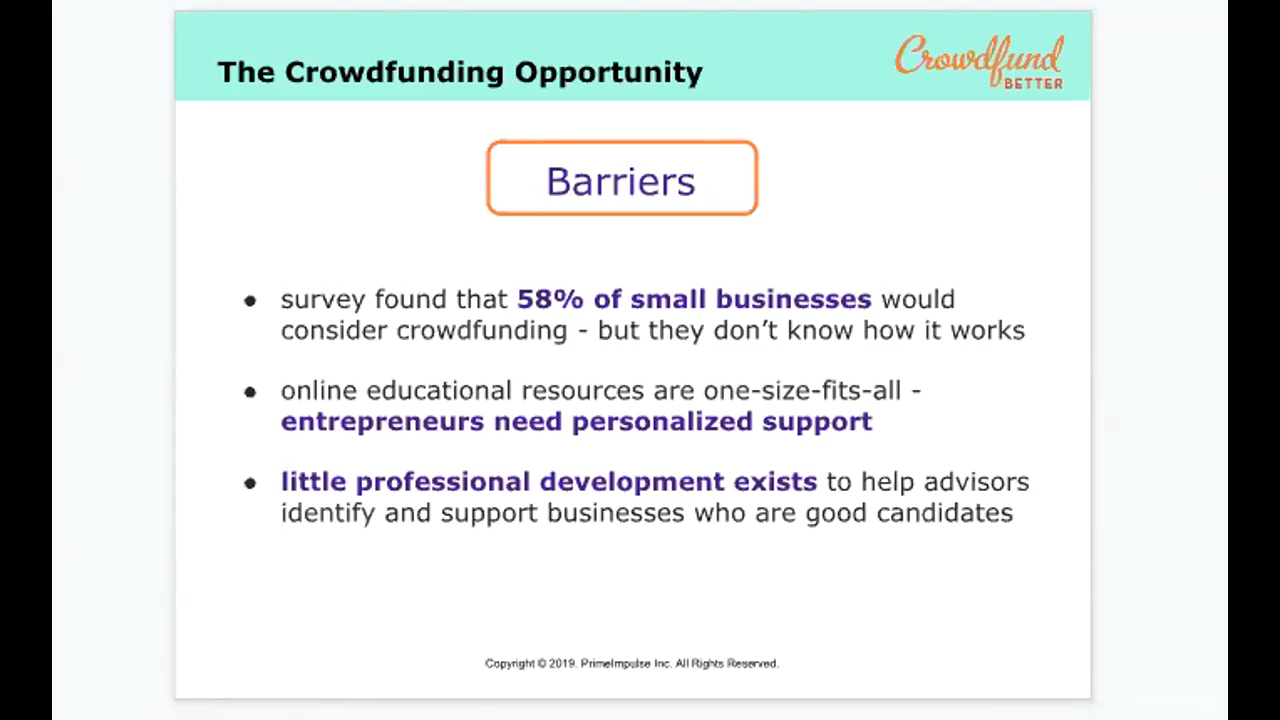 The Crowdfunding Opportunity
Crowdfund
BETTER
Barriers
● survey found that 58% of small businesses would
consider crowdfunding - but they don’t know how it works
● online educational resources are one-size-fits-all -
entrepreneurs need personalized support
● little professional development exists to help advisors
identify and support businesses who are good candidates
Copyright © 2019. PrimeImpulse Inc. All Rights Reserved.